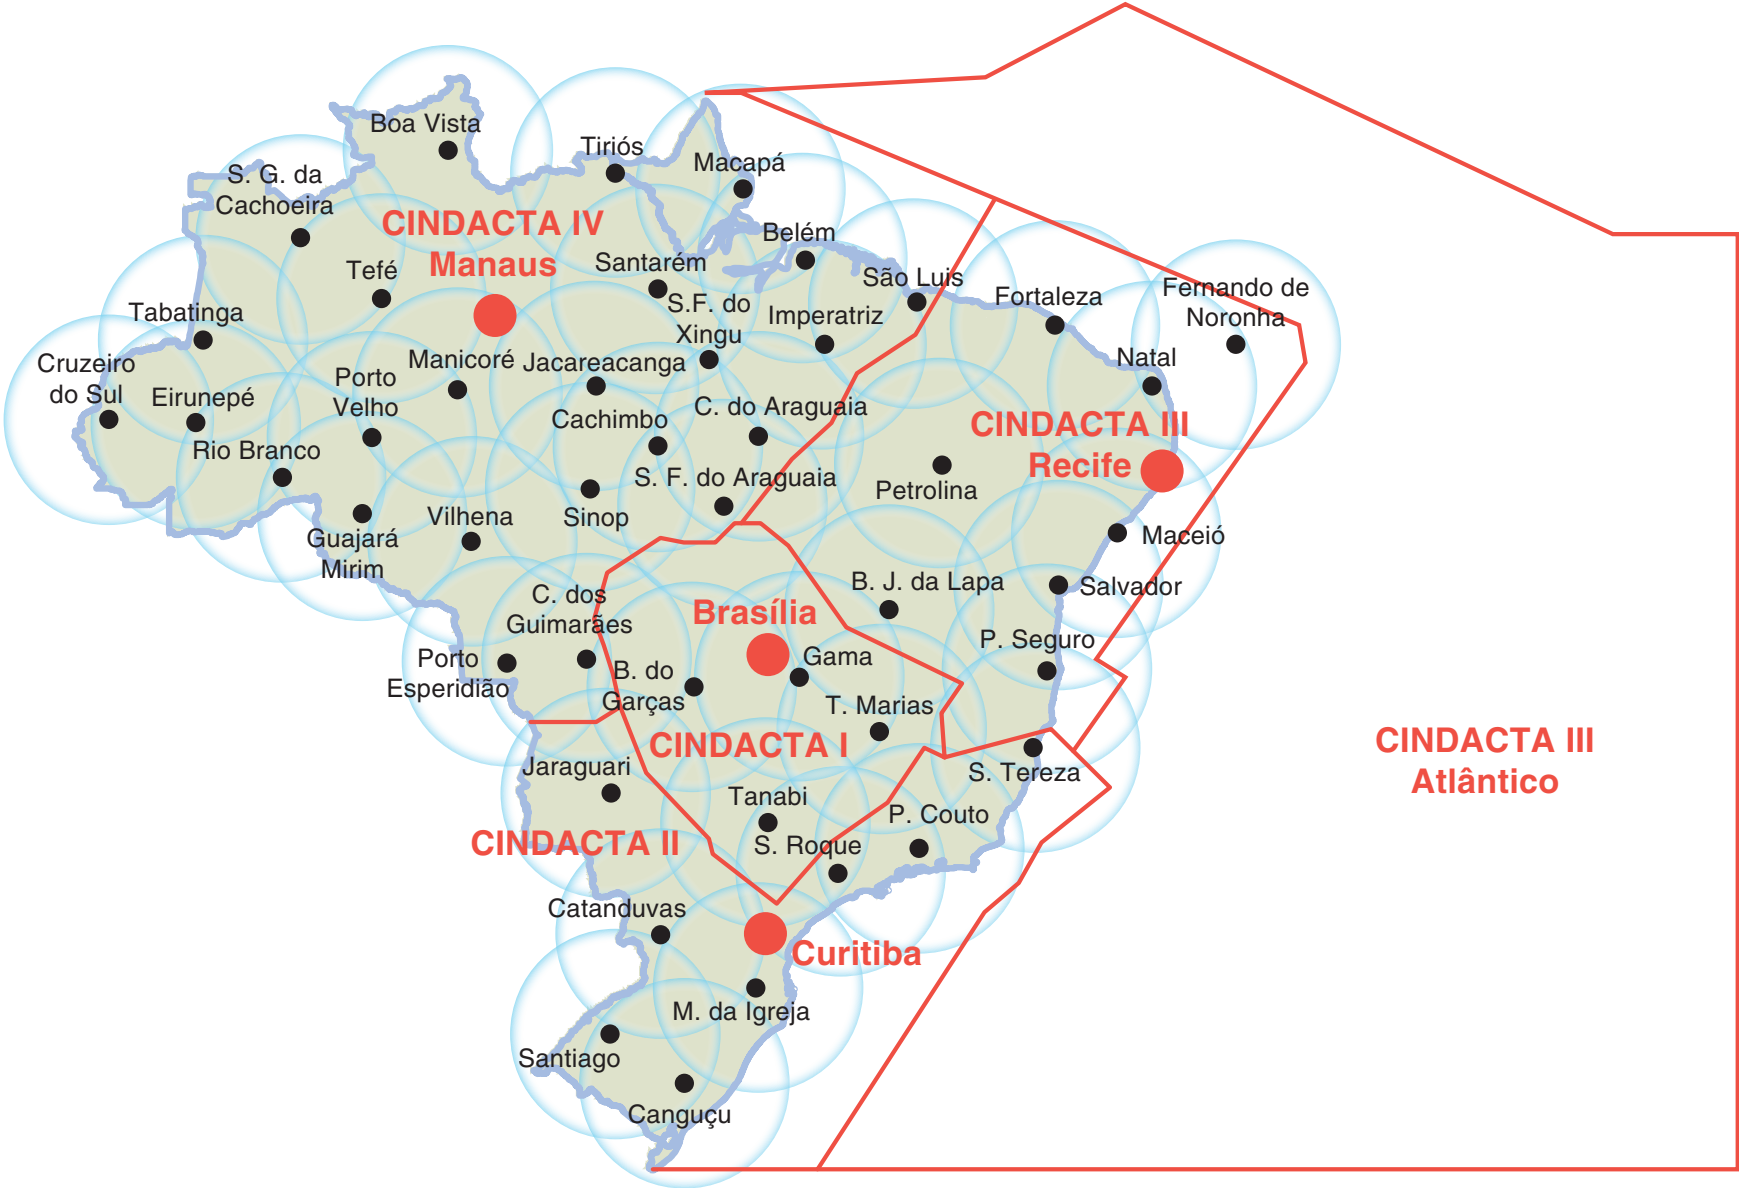 Boa Vista
Tiriós
Macapá
S. G. da
Cachoeira
CINDACTA IV
Manaus
Belém
Tefé
Santarém
São Luis
Fortaleza
Fernando de
Noronha
S.F. do
Xingu
Imperatriz
Tabatinga
Cruzeiro
do Sul
Eirunepé
Porto
Velho
Manicoré
Jacareacanga
Natal
Cachimbo
C. do Araguaia
CINDACTA III
Recife
Rio Branco
S. F. do Araguaia
Petrolina
Guajará
Mirim
Vilhena
Sinop
Maceió
C. dos
Guimarães
Brasília
B. J. da Lapa
Salvador
Porto
Esperidião
B. do
Garças
Gama
P. Seguro
T. Marias
CINDACTA I
CINDACTA III
Atlântico
Jaraguari
S. Tereza
Tanabi
P. Couto
CINDACTA II
S. Roque
Catanduvas
Curitiba
M. da Igreja
Santiago
Canguçu